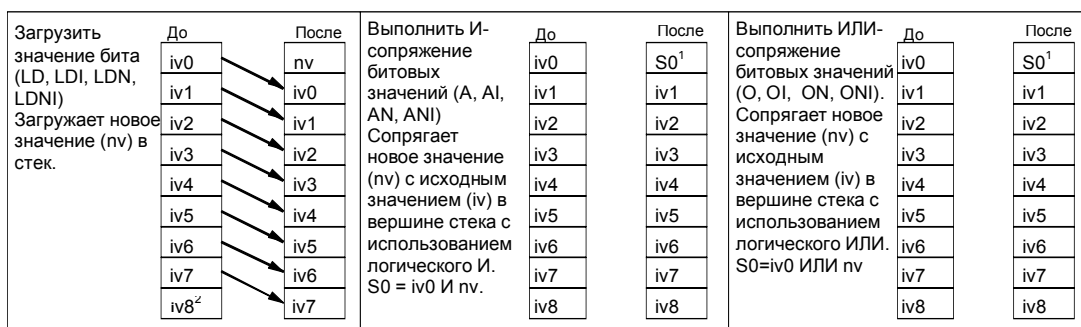 Загрузить
значение бита
(LD, LDI, LDN,
LDNI)
Загружает новое
значение (nv) в
стек.
До После
iv0 nv
iv1 iv0
iv2 iv1
iv3 iv2
iv4 iv3
iv5 iv4
iv6 iv5
iv7 iv6
iv8² iv7
Выполнить И-
сопряжение
битовых
значений (A, AI,
AN, ANI)
Сопрягает
новое значение
(nv) с исходным
значением (iv) в
вершине стека с
использованием
логического И.
S0 = iv0 И nv.
До После
iv0 S0¹
iv1 iv1
iv2 iv2
iv3 iv3
iv4 iv4
iv5 iv5
iv6 iv6
iv7 iv7
iv8 iv8
Выполнить ИЛИ-
сопряжение
битовых значений
(O, OI, ON, ONI).
Сопрягает новое
значение (nv) с
исходным
значением (iv) в
вершине стека с
использованием
логического ИЛИ.
S0=iv0 ИЛИ nv
До После
iv0 S0¹
iv1 iv1
iv2 iv2
iv3 iv3
iv4 iv4
iv5 iv5
iv6 iv6
iv7 iv7
iv8 iv8